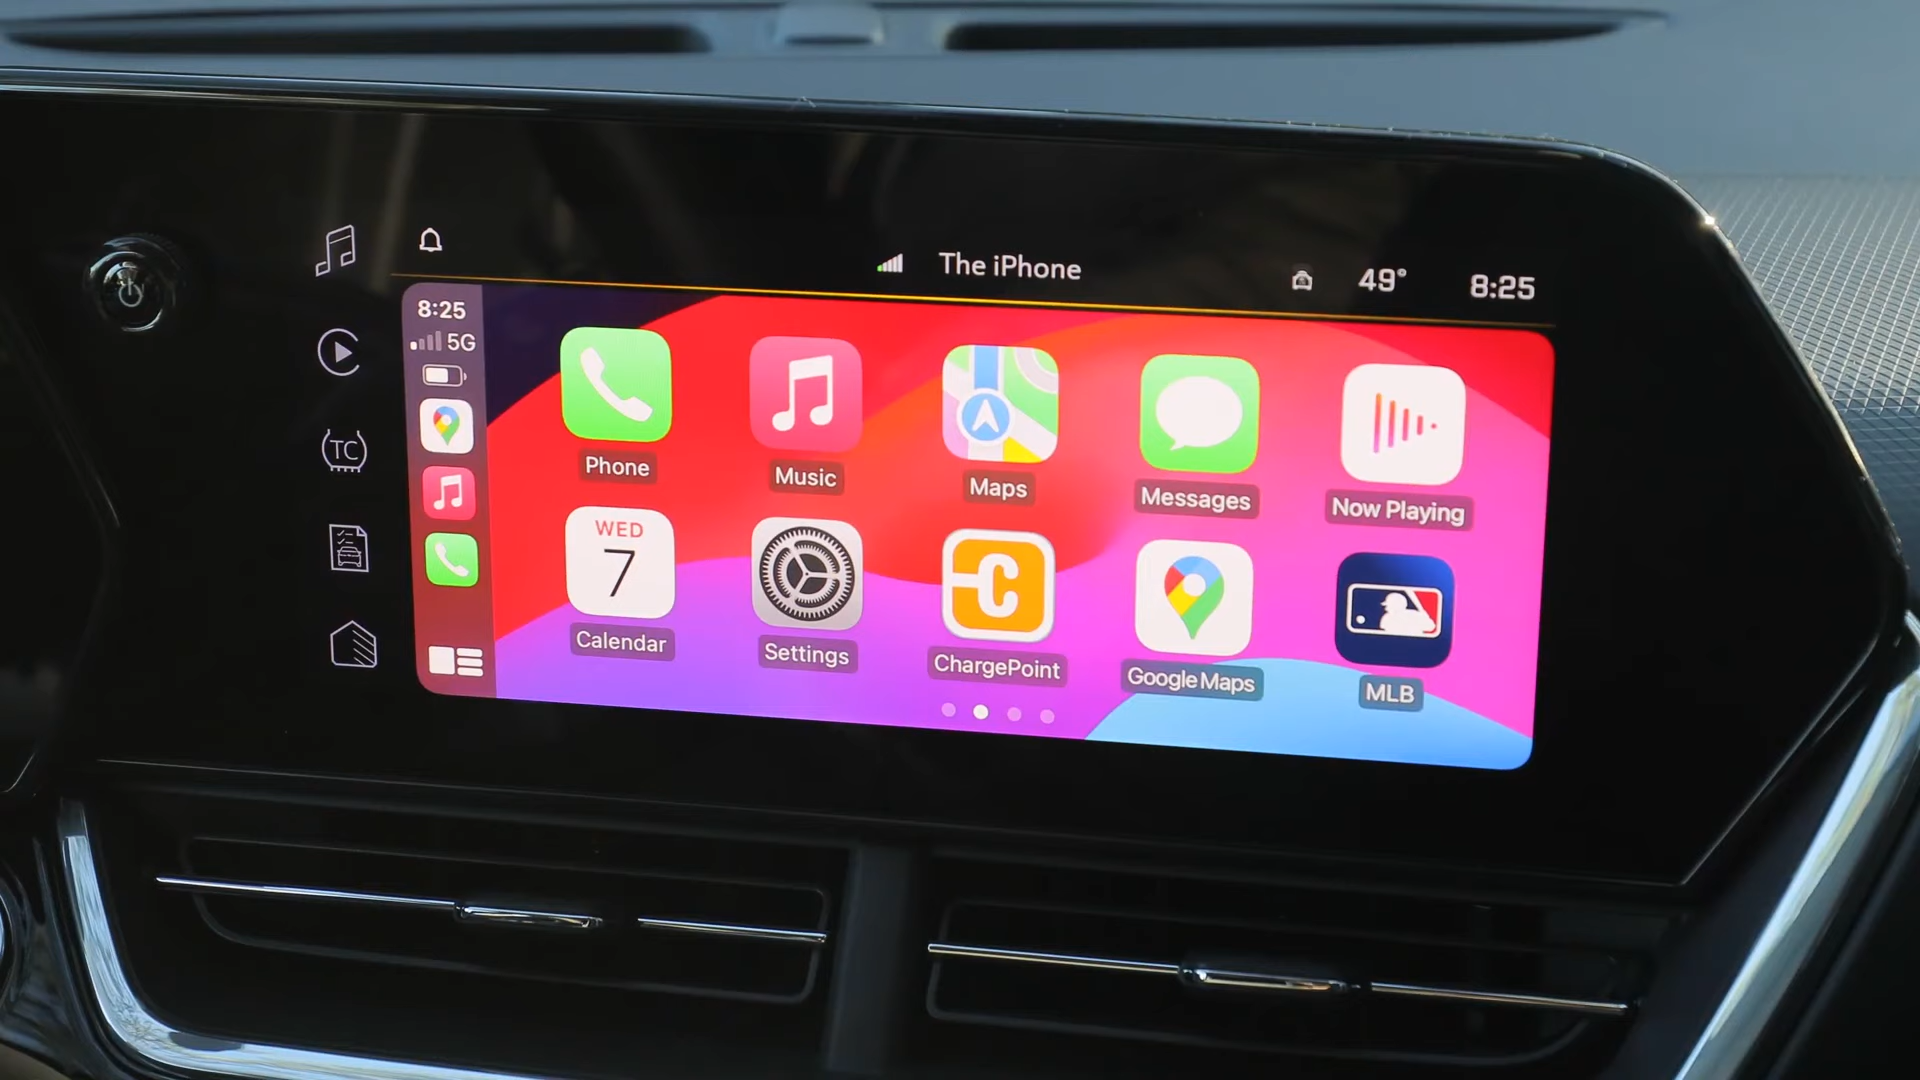 The iPhone
49°
8:25
8:25
5G
TC
Phone
Music
Maps
Messages
Now Playing
WED
7
C
Calendar
Settings
ChargePoint
Google Maps
MLB